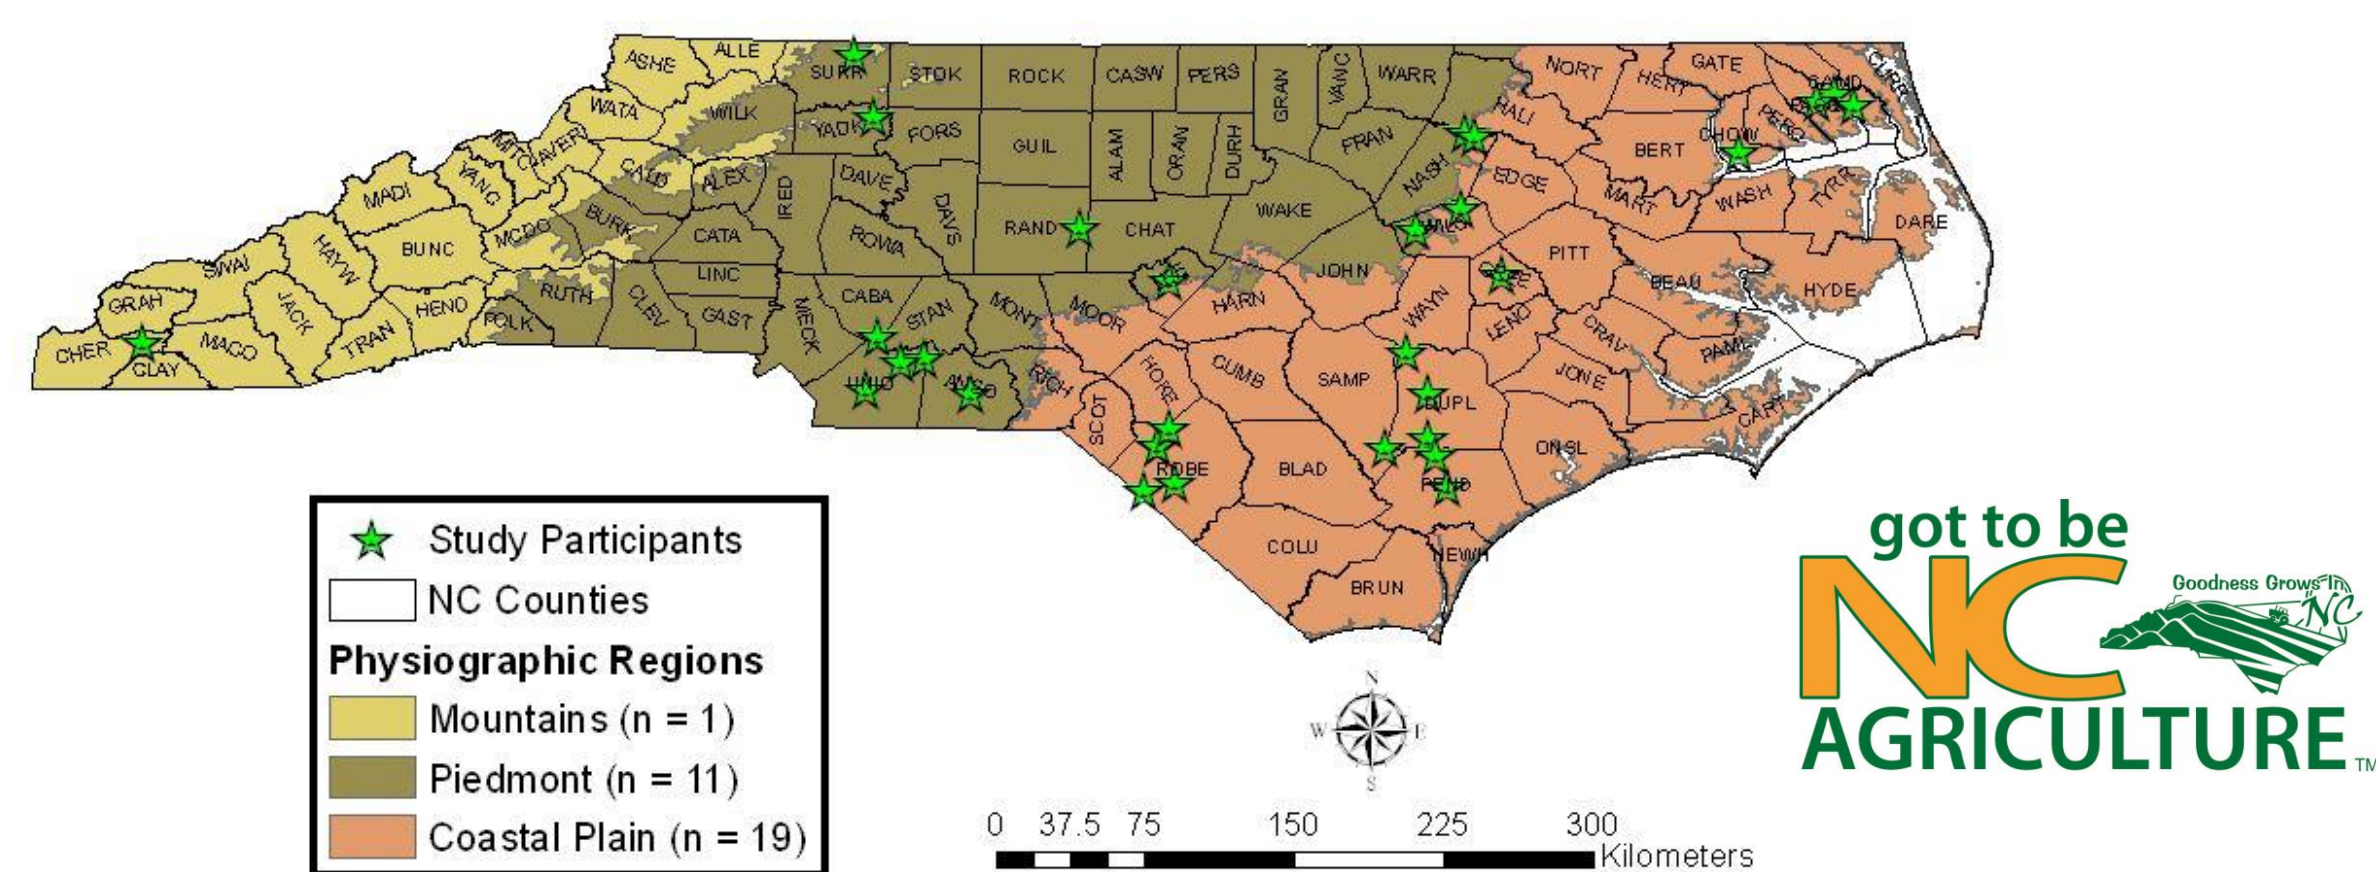 ASHE
ALLE
SURR
STOK
ROCK
CASW
PERS
GRAN
VANC
WARR
NORT
HERT
GATE
CURR
WATA
WILK
YADK
FORS
GUIL
ALAM
ORAN
DURH
FRAN
HALI
BERT
CHOW
PERQ
AVER
CALD
ALEX
IRED
DAVE
DAVS
NASH
EDGE
MART
WASH
TYRR
DARE
MADI
YANC
MCDO
BURK
CATA
ROWA
RAND
CHAT
WAKE
PITT
SWAI
HAYW
BUNC
LINC
JOHN
BEAU
HYDE
GRAH
JACK
HEND
POLK
RUTH
CLEV
GAST
MECK
CABA
STAN
MONT
MOOR
HARN
WAYN
LENO
CRAV
PAML
CHER
CLAY
MACO
TRAN
UNIO
RICH
SCOT
HOKE
CUMB
SAMP
DUPL
JONE
CART
ROBE
BLAD
PEND
ONSL
COLU
BRUN
NEWH
Study Participants
NC Counties
Physiographic Regions
Mountains (n = 1)
Piedmont (n = 11)
Coastal Plain (n = 19)
N
W
E
S
0 37.5 75 150 225 300
Kilometers
got to be
NC
Goodness Grows In
NC
AGRICULTURE TM